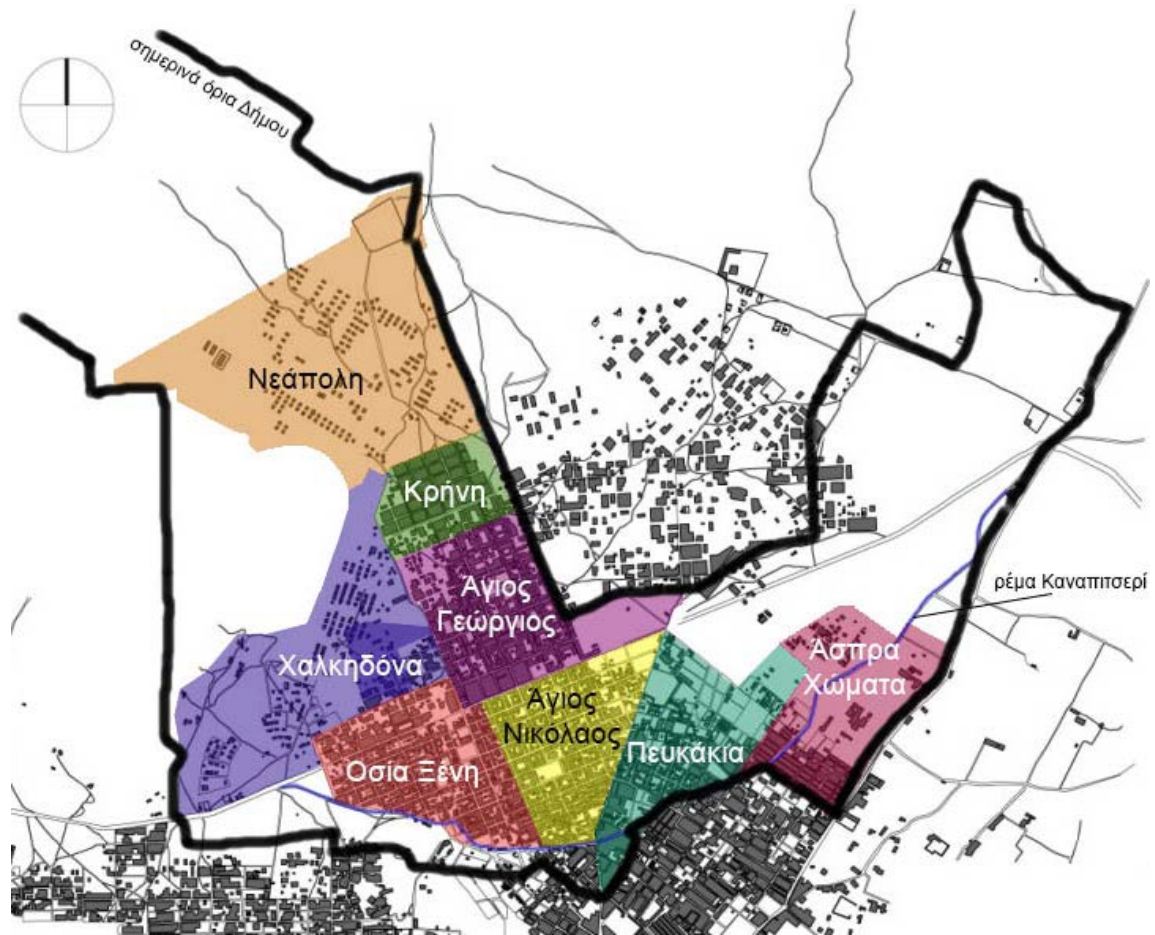 σημερινά όρια Δήμου
Νεάπολη
Κρήνη
Άγιος
Γεώργιος
ρέμα Καναπιτσερί
Χαλκηδόνα
Άσπρα
Χώματα
Άγιος
Νικόλαος
Πευκάκια
Οσία Ξένη